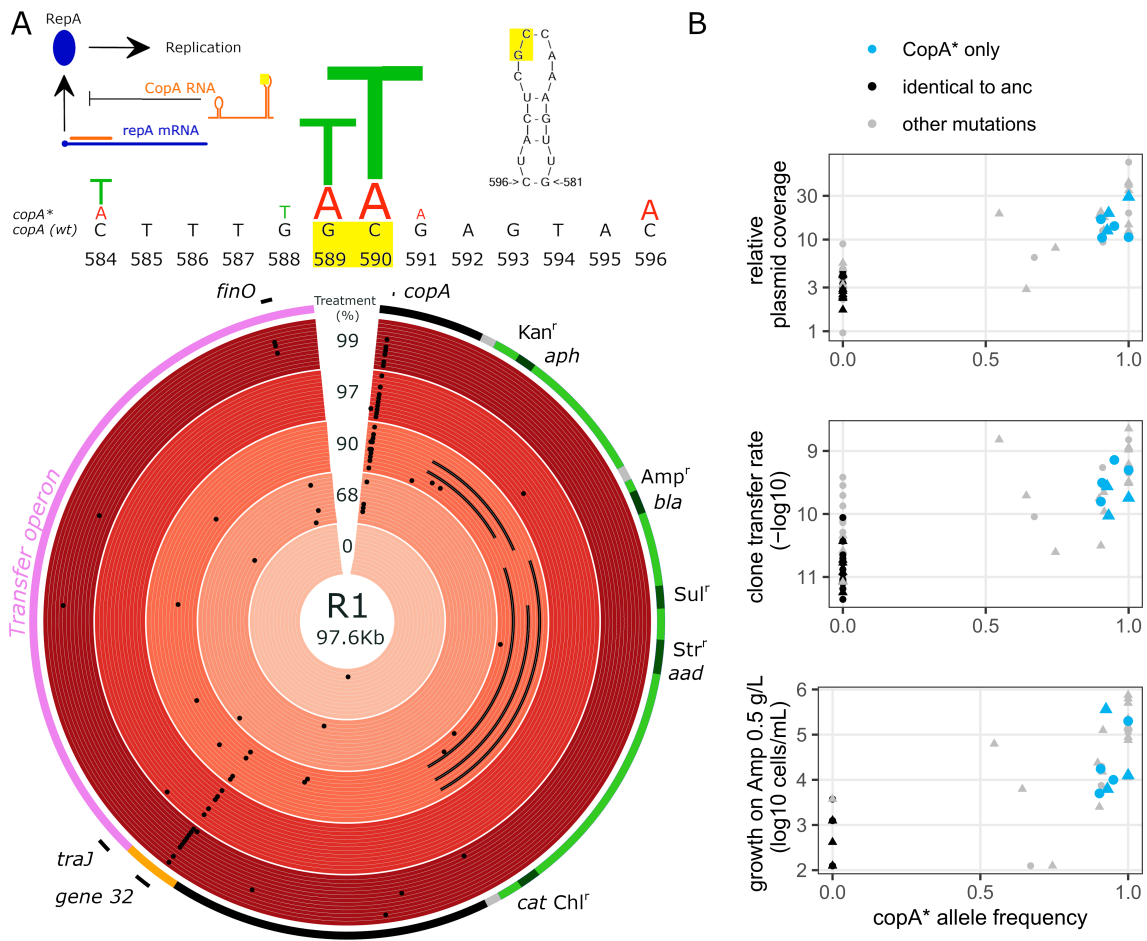 A
RepA
Replication
CopA RNA
repA mRNA
C - C
G A
C A
U - A
C - G
A - U
U U
596-> C - G <-581
T
A T A T A T A A
copA*
copA (wt) C T T T G G C G A G T A C
584 585 586 587 588 589 590 591 592 593 594 595 596
finO
copA
Treatment
(%)
99
97
90
68
0
R1
97.6Kb
Kanʳ
aph
Ampʳ
bla
Sulʳ
Strʳ
aad
cat Chlʳ
Transfer operon
traJ
gene 32
B
CopA* only
identical to anc
other mutations
relative
plasmid coverage
30
10
3
1
0.0 0.5 1.0
clone transfer rate
(−log10)
9
10
11
0.0 0.5 1.0
growth on Amp 0.5 g/L
(log10 cells/mL)
6
5
4
3
2
0.0 0.5 1.0
copA* allele frequency